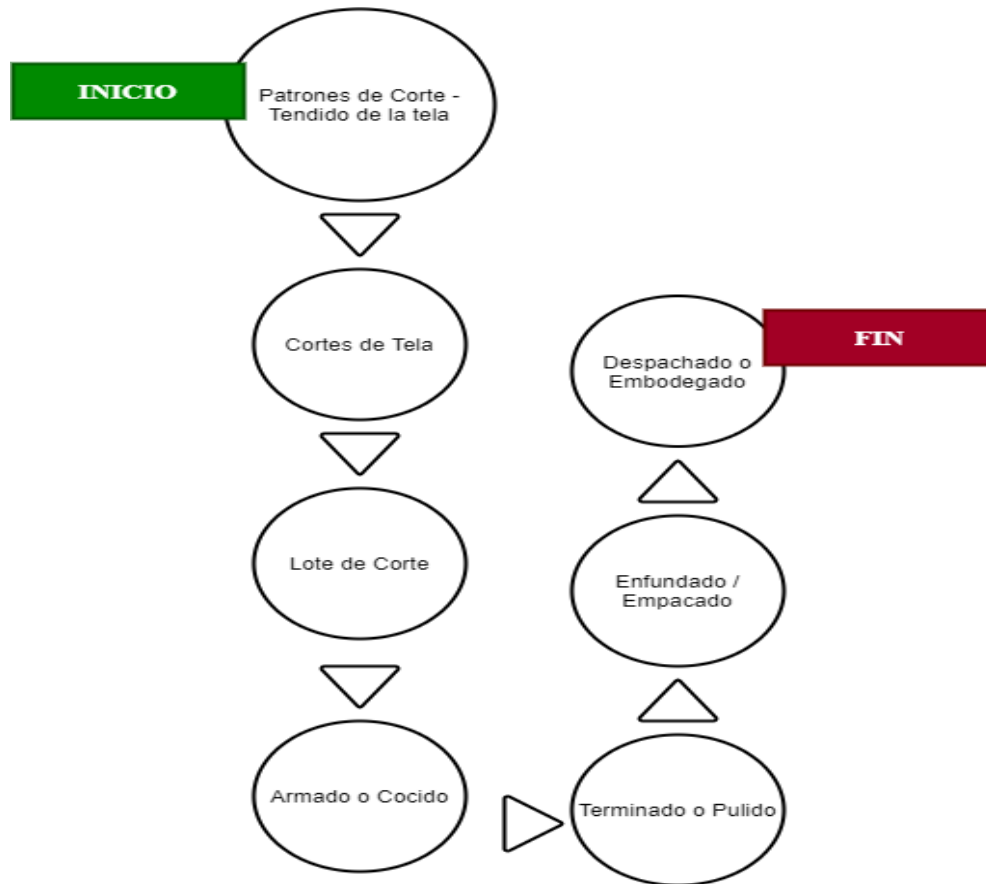 INICIO
Patrones de Corte -
Tendido de la tela
Cortes de Tela
Lote de Corte
Armado o Cocido
Terminado o Pulido
Enfundado /
Empacado
Despachado o
Embodegado
FIN